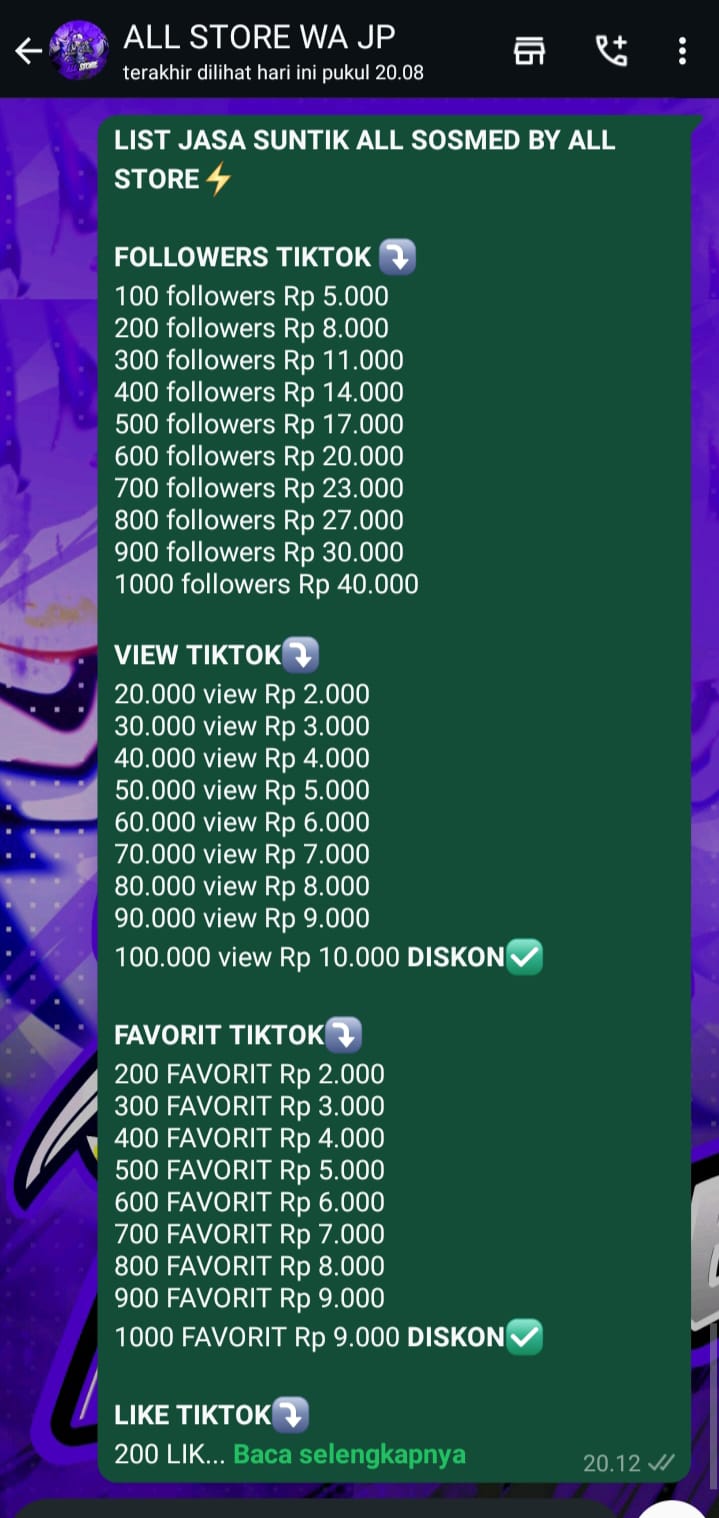 ALL STORE WA JP
terakhir dilihat hari ini pukul 20.08
LIST JASA SUNTIK ALL SOSMED BY ALL
STORE⚡
FOLLOWERS TIKTOK ⤵️
100 followers Rp 5.000
200 followers Rp 8.000
300 followers Rp 11.000
400 followers Rp 14.000
500 followers Rp 17.000
600 followers Rp 20.000
700 followers Rp 23.000
800 followers Rp 27.000
900 followers Rp 30.000
1000 followers Rp 40.000
VIEW TIKTOK⤵️
20.000 view Rp 2.000
30.000 view Rp 3.000
40.000 view Rp 4.000
50.000 view Rp 5.000
60.000 view Rp 6.000
70.000 view Rp 7.000
80.000 view Rp 8.000
90.000 view Rp 9.000
100.000 view Rp 10.000 DISKON✅
FAVORIT TIKTOK⤵️
200 FAVORIT Rp 2.000
300 FAVORIT Rp 3.000
400 FAVORIT Rp 4.000
500 FAVORIT Rp 5.000
600 FAVORIT Rp 6.000
700 FAVORIT Rp 7.000
800 FAVORIT Rp 8.000
900 FAVORIT Rp 9.000
1000 FAVORIT Rp 9.000 DISKON✅
LIKE TIKTOK⤵️
200 LIK... Baca selengkapnya
20.12